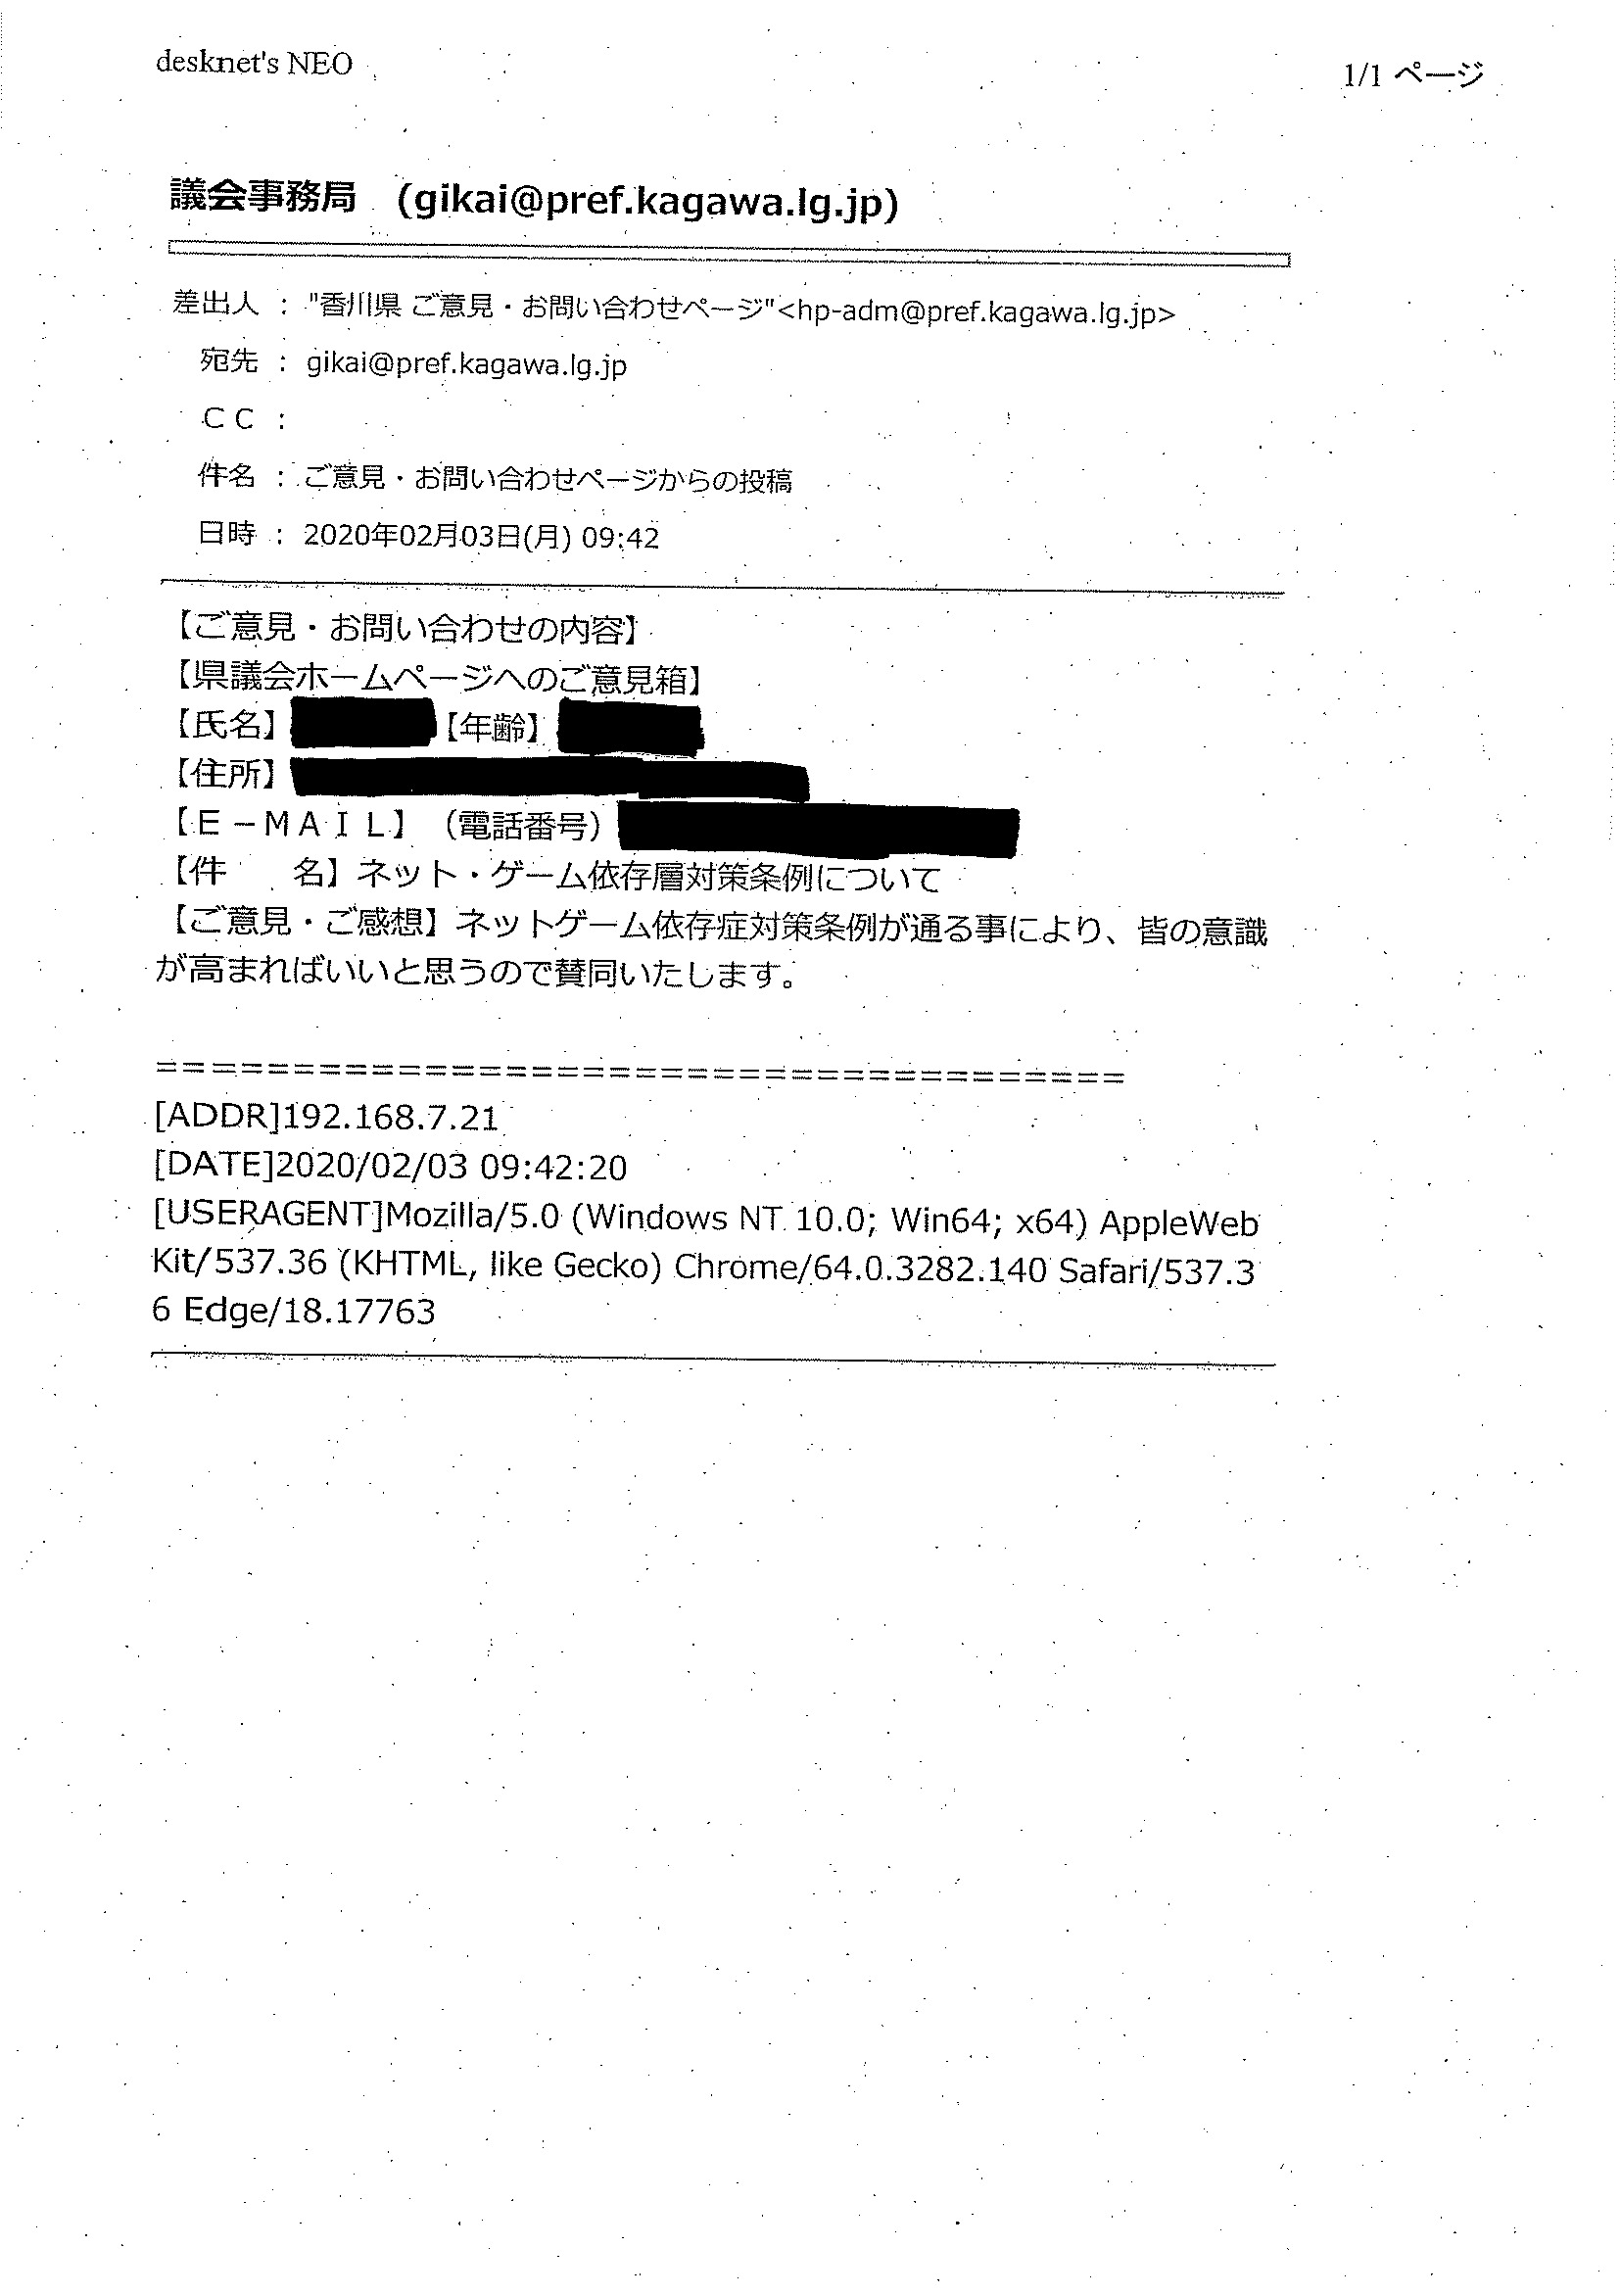 desknet's NEO
1/1 ページ
議会事務局　(gikai@pref.kagawa.lg.jp)
差出人 : "香川県 ご意見・お問い合わせページ"<hp-adm@pref.kagawa.lg.jp>
宛先 : gikai@pref.kagawa.lg.jp
ＣＣ :
件名 : ご意見・お問い合わせページからの投稿
日時 : 2020年02月03日(月) 09:42
【ご意見・お問い合わせの内容】
【県議会ホームページへのご意見箱】
【氏名】【年齢】
【住所】
【Ｅ－ＭＡＩＬ】（電話番号）
【件　　名】ネット・ゲーム依存層対策条例について
【ご意見・ご感想】ネットゲーム依存症対策条例が通る事により、皆の意識
が高まればいいと思うので賛同いたします。
=====================================
[ADDR]192.168.7.21
[DATE]2020/02/03 09:42:20
[USERAGENT]Mozilla/5.0 (Windows NT 10.0; Win64; x64) AppleWeb
Kit/537.36 (KHTML, like Gecko) Chrome/64.0.3282.140 Safari/537.3
6 Edge/18.17763